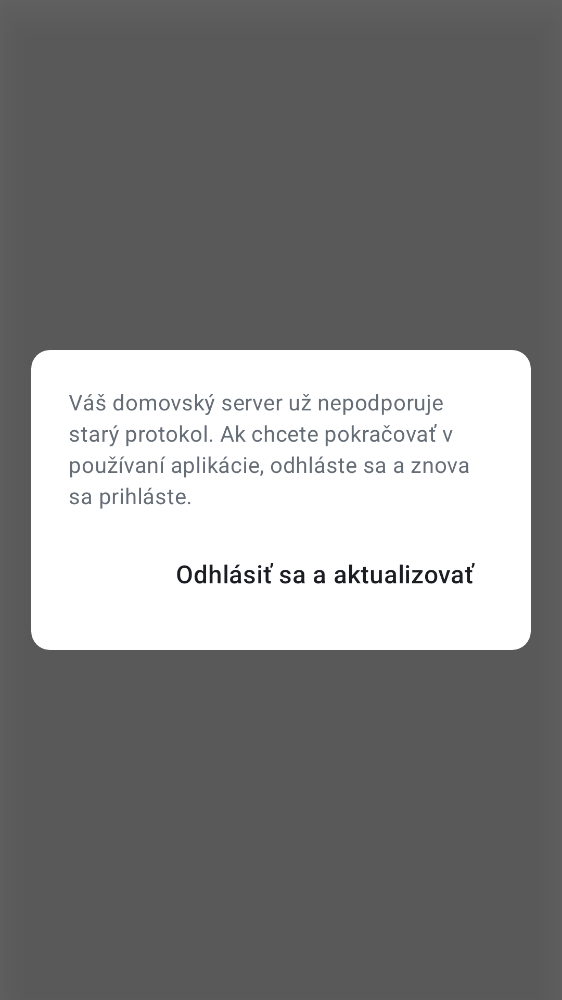 Váš domovský server už nepodporuje
starý protokol. Ak chcete pokračovať v
používaní aplikácie, odhláste sa a znova
sa prihláste.
Odhlásiť sa a aktualizovať